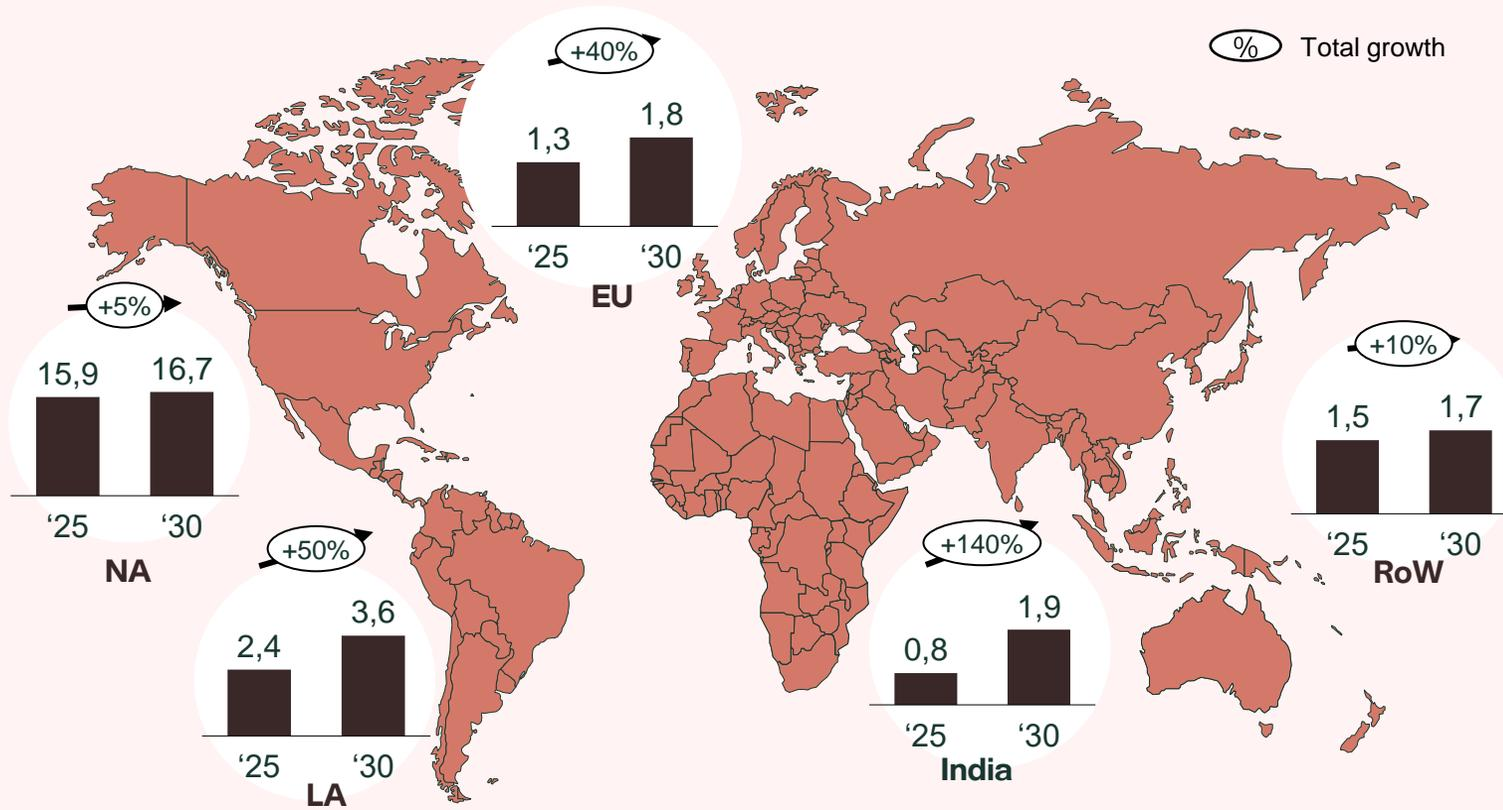 % Total growth
+40%
1,3 1,8
‘25 ‘30
EU
+5%
15,9 16,7
‘25 ‘30
NA
+10%
1,5 1,7
‘25 ‘30
RoW
+50%
2,4 3,6
‘25 ‘30
LA
+140%
0,8 1,9
‘25 ‘30
India